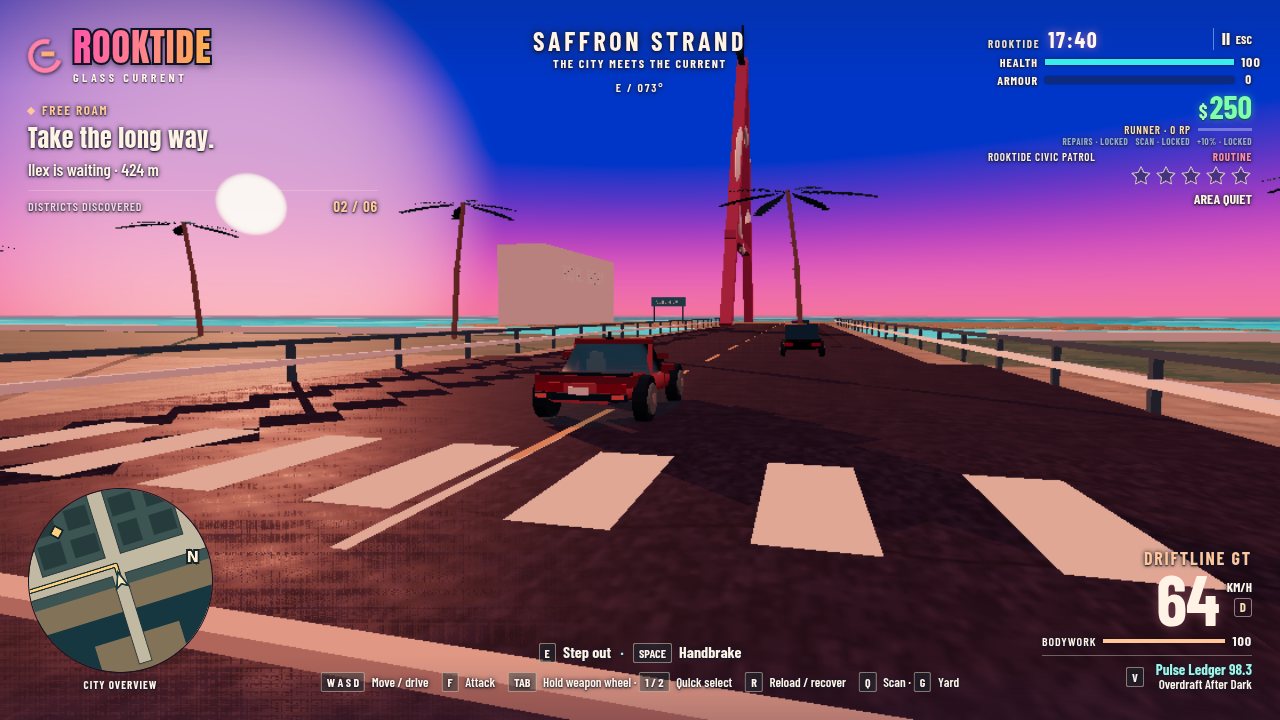 ROOKTIDE
GLASS CURRENT
FREE ROAM
Take the long way.
Ilex is waiting · 424 m
DISTRICTS DISCOVERED 02 / 06
SAFFRON STRAND
THE CITY MEETS THE CURRENT
E / 073°
ROOKTIDE 17:40
ESC
HEALTH 100
ARMOUR 0
$250
RUNNER · 0 RP
REPAIRS · LOCKED SCAN · LOCKED +10% · LOCKED
ROOKTIDE CIVIC PATROL ROUTINE
AREA QUIET
N
CITY OVERVIEW
DRIFTLINE GT
64 KM/H
D
BODYWORK 100
V Pulse Ledger 98.3
Overdraft After Dark
E Step out · SPACE Handbrake
W A S D Move / drive F Attack TAB Hold weapon wheel · 1 / 2 Quick select R Reload / recover Q Scan · G Yard